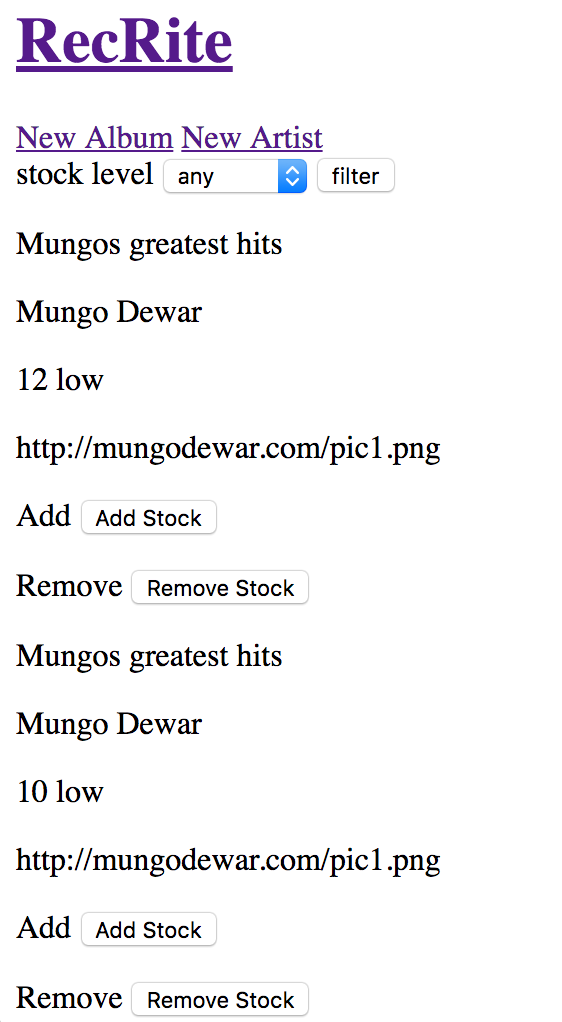 RecRite
New Album New Artist
stock level any filter
Mungos greatest hits
Mungo Dewar
12 low
http://mungodewar.com/pic1.png
Add Add Stock
Remove Remove Stock
Mungos greatest hits
Mungo Dewar
10 low
http://mungodewar.com/pic1.png
Add Add Stock
Remove Remove Stock